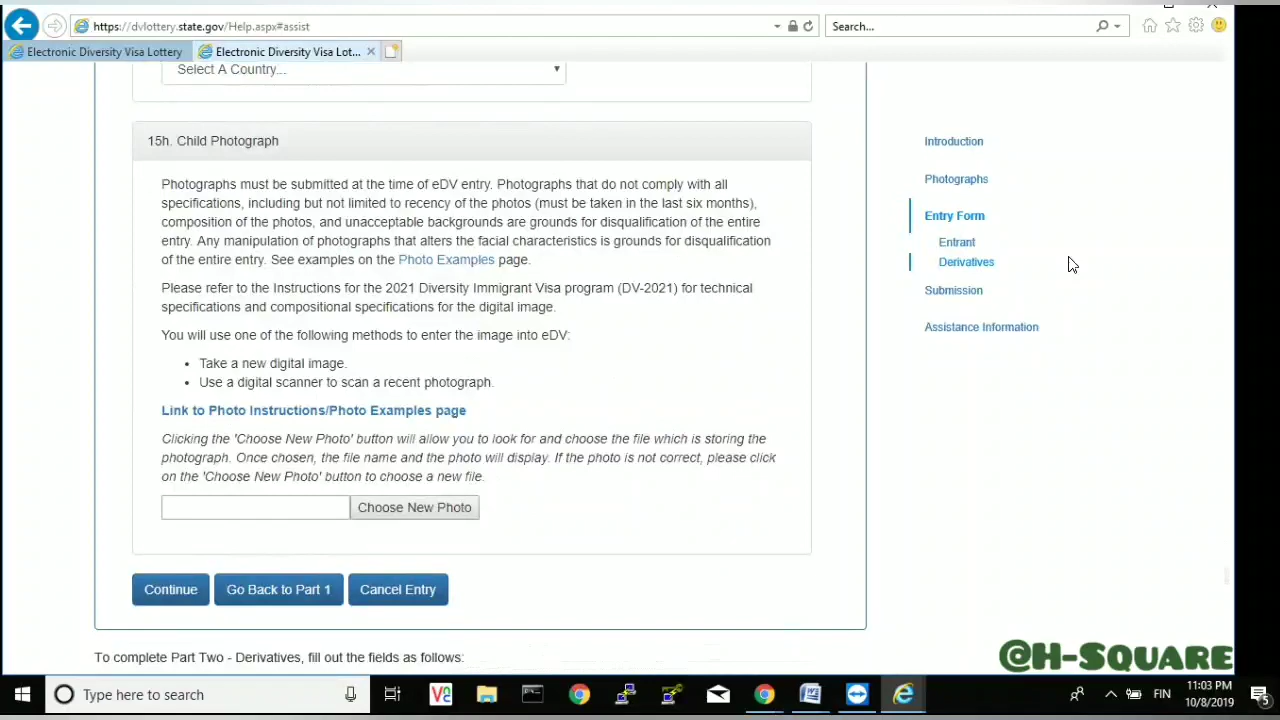 https://dvlottery.state.gov/Help.aspx#assist
Search...
Electronic Diversity Visa Lottery
Electronic Diversity Visa Lot...
Select A Country...
15h. Child Photograph
Photographs must be submitted at the time of eDV entry. Photographs that do not comply with all
specifications, including but not limited to recency of the photos (must be taken in the last six months),
composition of the photos, and unacceptable backgrounds are grounds for disqualification of the entire
entry. Any manipulation of photographs that alters the facial characteristics is grounds for disqualification
of the entire entry. See examples on the Photo Examples page.
Please refer to the Instructions for the 2021 Diversity Immigrant Visa program (DV-2021) for technical
specifications and compositional specifications for the digital image.
You will use one of the following methods to enter the image into eDV:
• Take a new digital image.
• Use a digital scanner to scan a recent photograph.
Link to Photo Instructions/Photo Examples page
Clicking the 'Choose New Photo' button will allow you to look for and choose the file which is storing the
photograph. Once chosen, the file name and the photo will display. If the photo is not correct, please click
on the 'Choose New Photo' button to choose a new file.
Choose New Photo
Continue
Go Back to Part 1
Cancel Entry
To complete Part Two - Derivatives, fill out the fields as follows:
Introduction
Photographs
Entry Form
Entrant
Derivatives
Submission
Assistance Information
@H-Square
Type here to search
FIN
11:03 PM
10/8/2019
5